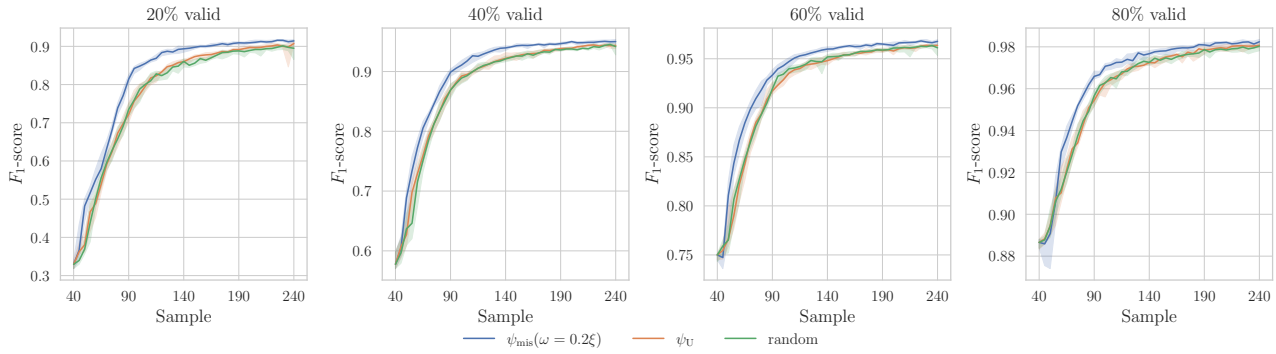 20% valid
40% valid
60% valid
80% valid
F₁-score
0.9
0.8
0.7
0.6
0.5
0.4
0.3
40 90 140 190 240
Sample
F₁-score
0.9
0.8
0.7
0.6
40 90 140 190 240
Sample
F₁-score
0.95
0.90
0.85
0.80
0.75
40 90 140 190 240
Sample
F₁-score
0.98
0.96
0.94
0.92
0.90
0.88
40 90 140 190 240
Sample
ψ_mis(ω = 0.2ξ) ψ_U random